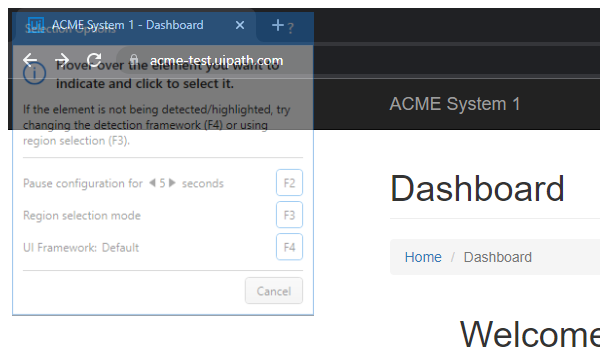 ACME System 1 - Dashboard
Selection Options
?
acme-test.uipath.com
Hover over the element you want to
indicate and click to select it.
ACME System 1
If the element is not being detected/highlighted, try
changing the detection framework (F4) or using
region selection (F3).
Pause configuration for 5 seconds
F2
Region selection mode
F3
UI Framework: Default
F4
Cancel
Dashboard
Home / Dashboard
Welcome